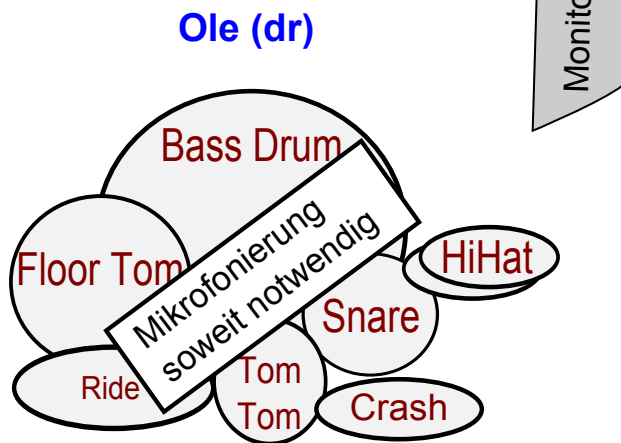 Ole (dr)
Monito
Bass Drum
Mikrofonierung
soweit notwendig
Floor Tom
HiHat
Snare
Ride
Tom
Tom
Crash